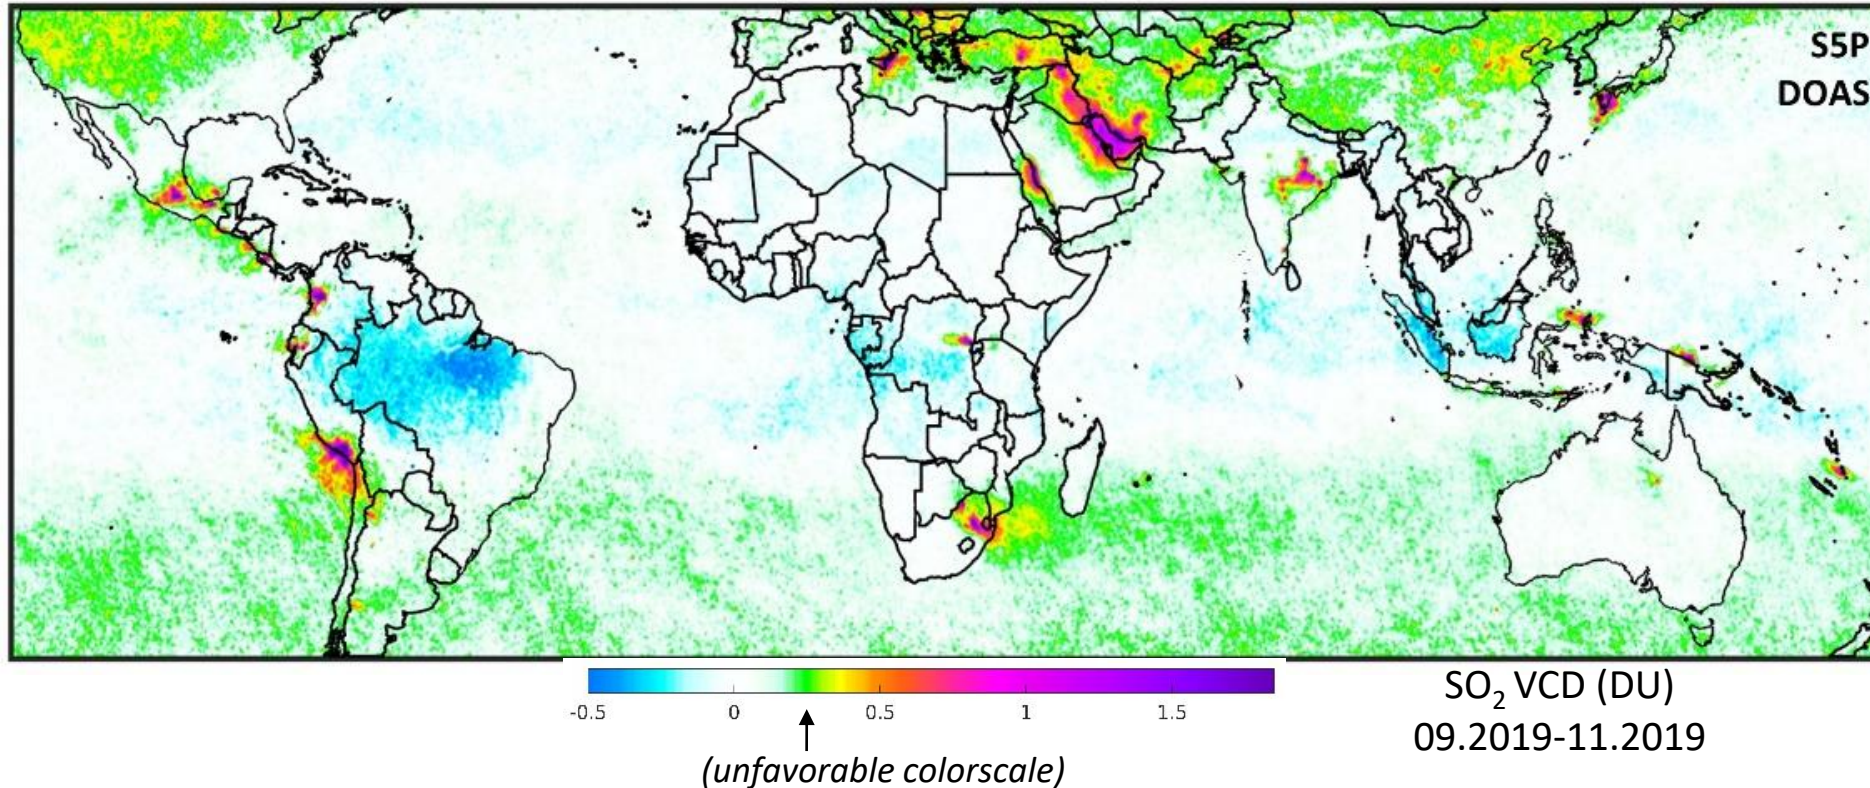 S5P
DOAS
-0.5 0 0.5 1 1.5
(unfavorable colorscale)
SO₂ VCD (DU)
09.2019-11.2019